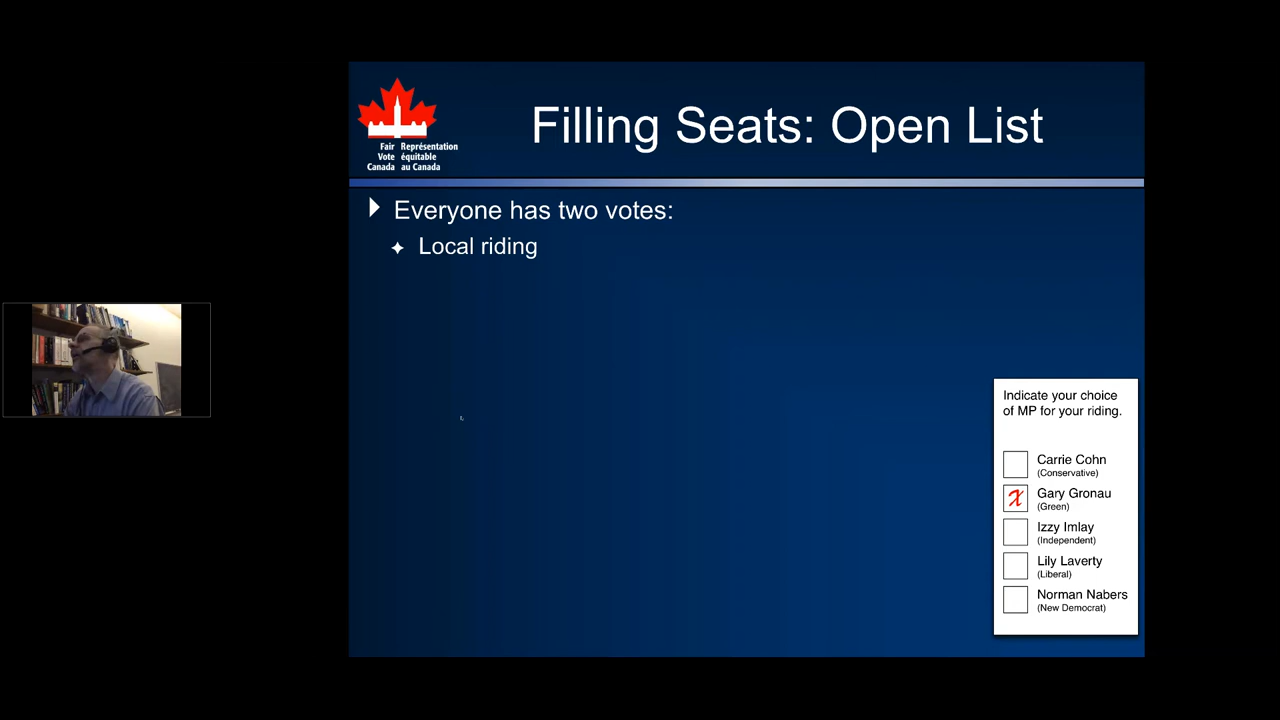 Fair Représentation
Vote équitable
Canada au Canada
Filling Seats: Open List
Everyone has two votes:
Local riding
Indicate your choice
of MP for your riding.
Carrie Cohn
(Conservative)
X Gary Gronau
(Green)
Izzy Imlay
(Independent)
Lily Laverty
(Liberal)
Norman Nabers
(New Democrat)